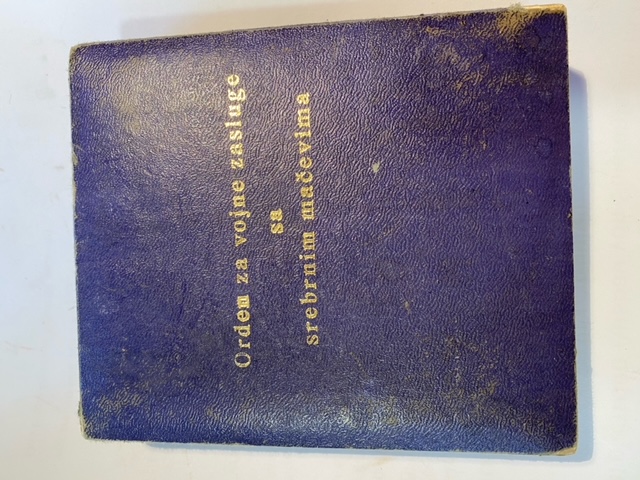 Orden za vojne zasluge
sa
srebrnim mačevima